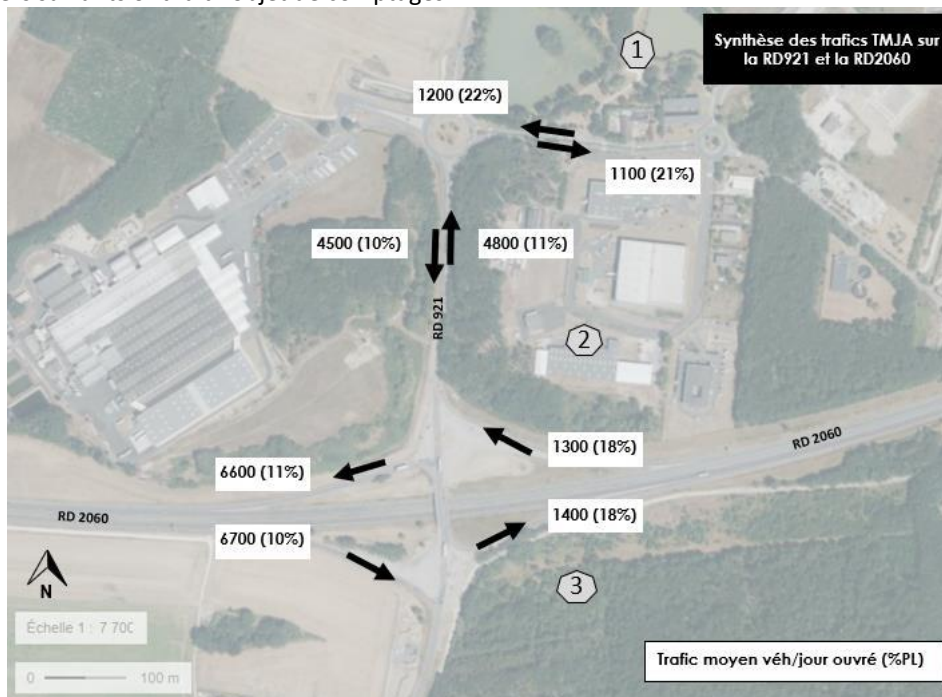 Synthèse des trafics TMJA sur
la RD921 et la RD2060
1
1200 (22%)
1100 (21%)
4500 (10%)
4800 (11%)
RD 921
2
1300 (18%)
RD 2060
6600 (11%)
RD 2060
6700 (10%)
1400 (18%)
3
N
Échelle 1 : 7 700
0
100 m
Trafic moyen véh/jour ouvré (%PL)